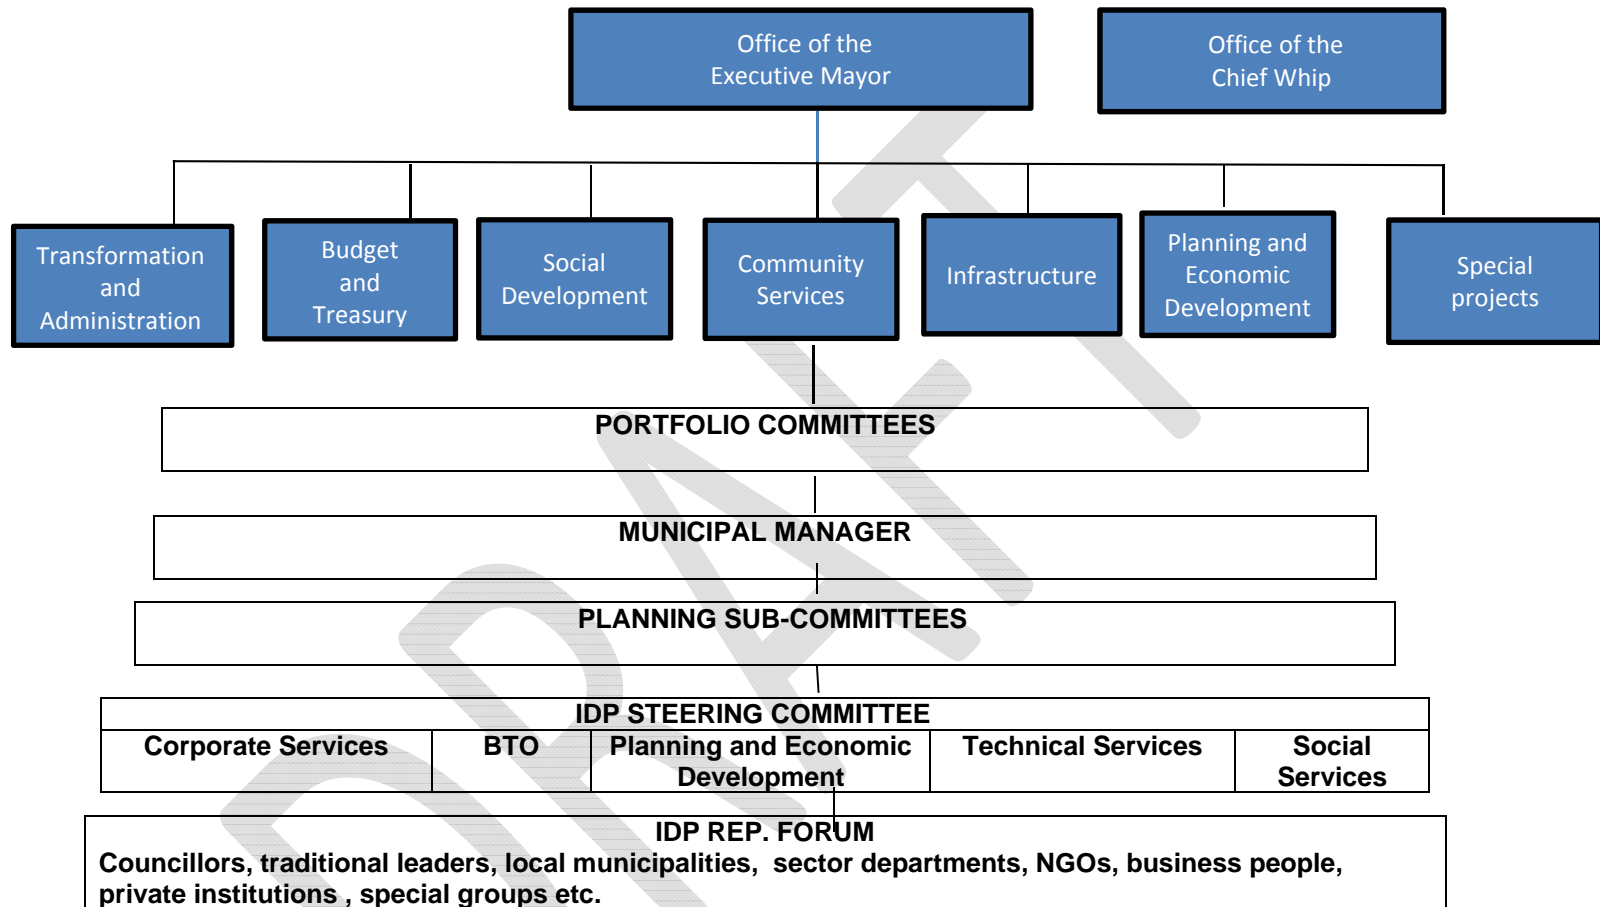 Office of the
Executive Mayor
Office of the
Chief Whip
Transformation
and
Administration
Budget
and
Treasury
Social
Development
Community
Services
Infrastructure
Planning and
Economic
Development
Special
projects
PORTFOLIO COMMITTEES
MUNICIPAL MANAGER
PLANNING SUB-COMMITTEES
IDP STEERING COMMITTEE
Corporate Services
BTO
Planning and Economic
Development
Technical Services
Social
Services
IDP REP. FORUM
Councillors, traditional leaders, local municipalities,  sector departments, NGOs, business people,
private institutions , special groups etc.
DRAFT